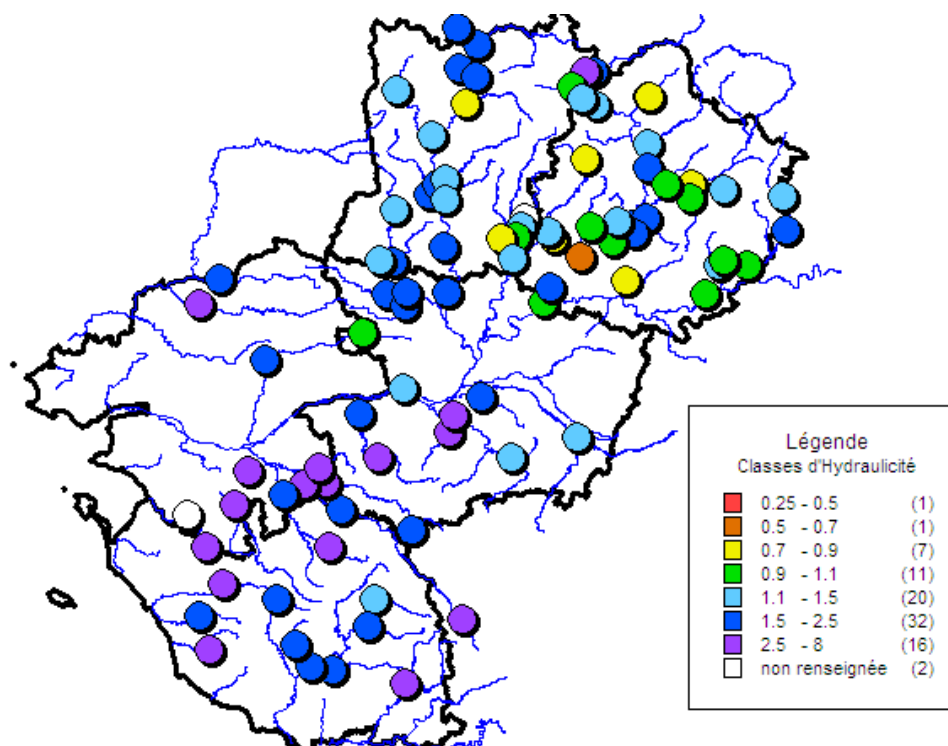 Légende
Classes d'Hydraulicité
0.25 - 0.5 (1)
0.5 - 0.7 (1)
0.7 - 0.9 (7)
0.9 - 1.1 (11)
1.1 - 1.5 (20)
1.5 - 2.5 (32)
2.5 - 8 (16)
non renseignée (2)